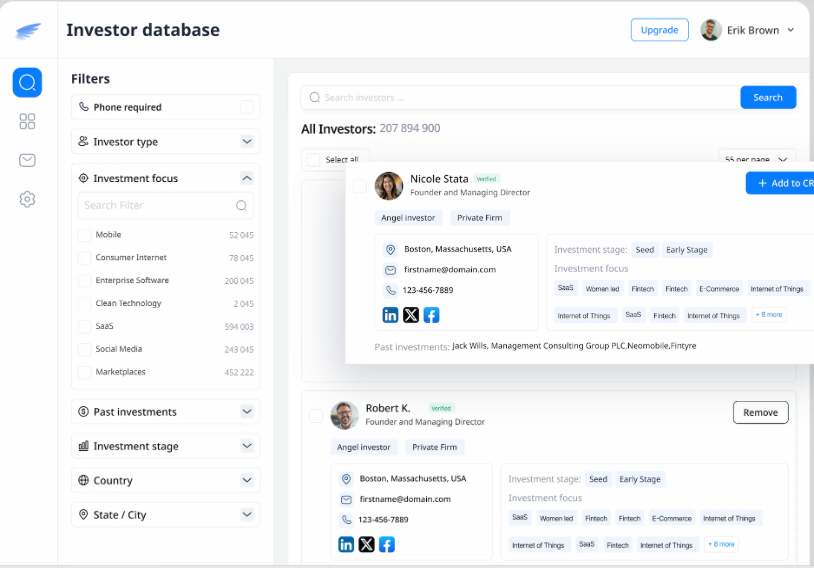 Investor database
Upgrade
Erik Brown
Filters
Phone required
Investor type
Investment focus
Search Filter
Mobile 52 045
Consumer Internet 78 045
Enterprise Software 200 045
Clean Technology 2 045
SaaS 594 003
Social Media 243 045
Marketplaces 452 222
Past investments
Investment stage
Country
State / City
Search investors ...
Search
All Investors: 207 894 900
Select all
55 per page
Nicole Stata Verified
Founder and Managing Director
+ Add to CR
Angel investor Private Firm
Boston, Massachusetts, USA
firstname@domain.com
123-456-7889
Investment stage: Seed Early Stage
Investment focus
SaaS Women led Fintech Fintech E-Commerce Internet of Things
Internet of Things SaaS Fintech Internet of Things + 8 more
Past investments: Jack Wills, Management Consulting Group PLC,Neomobile,Fintyre
Robert K. Verified
Founder and Managing Director
Remove
Angel investor Private Firm
Boston, Massachusetts, USA
firstname@domain.com
123-456-7889
Investment stage: Seed Early Stage
Investment focus
SaaS Women led Fintech Fintech E-Commerce Internet of Things
Internet of Things SaaS Fintech Internet of Things + 8 more